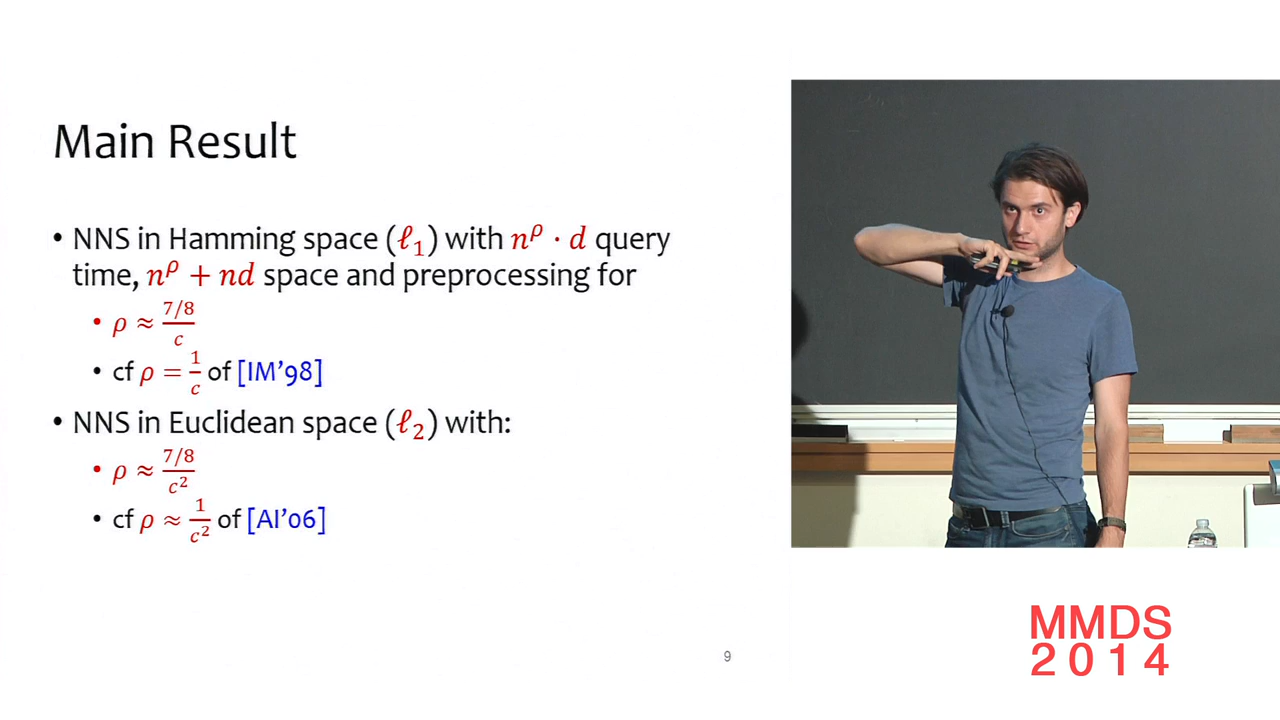 Main Result
• NNS in Hamming space (ℓ₁) with n^ρ · d query
time, n^ρ + nd space and preprocessing for
• ρ ≈ 7/8 / c
• cf ρ = 1/c of [IM’98]
• NNS in Euclidean space (ℓ₂) with:
• ρ ≈ 7/8 / c²
• cf ρ ≈ 1/c² of [AI’06]
9
MMDS
2014